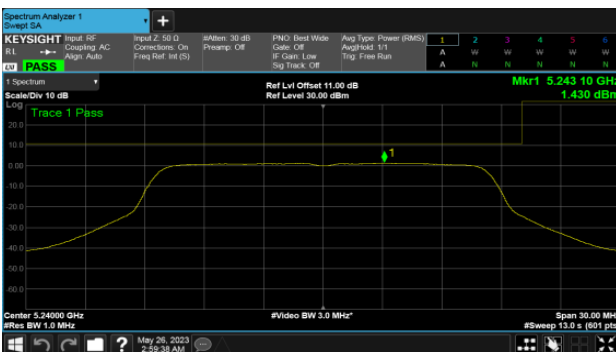 Spectrum Analyzer 1
Swept SA
KEYSIGHT
R L
LXI
PASS
Input: RF
Coupling: AC
Align: Auto
Input Z: 50 Ω
Corrections: On
Freq Ref: Int (S)
#Atten: 30 dB
Preamp: Off
PNO: Best Wide
Gate: Off
IF Gain: Low
Sig Track: Off
Avg Type: Power (RMS)
Avg|Hold: 1/1
Trig: Free Run
1 2 3 4 5 6
A W W W W W
A N N N N N
1 Spectrum
Scale/Div 10 dB
Ref Lvl Offset 11.00 dB
Ref Level 30.00 dBm
Mkr1 5.243 10 GHz
1.430 dBm
Log
Trace 1 Pass
20.0
10.0
0.00
-10.0
-20.0
-30.0
-40.0
-50.0
-60.0
1
Center 5.24000 GHz
#Res BW 1.0 MHz
#Video BW 3.0 MHz*
Span 30.00 MHz
#Sweep 13.0 s (601 pts)
May 26, 2023
2:59:38 AM